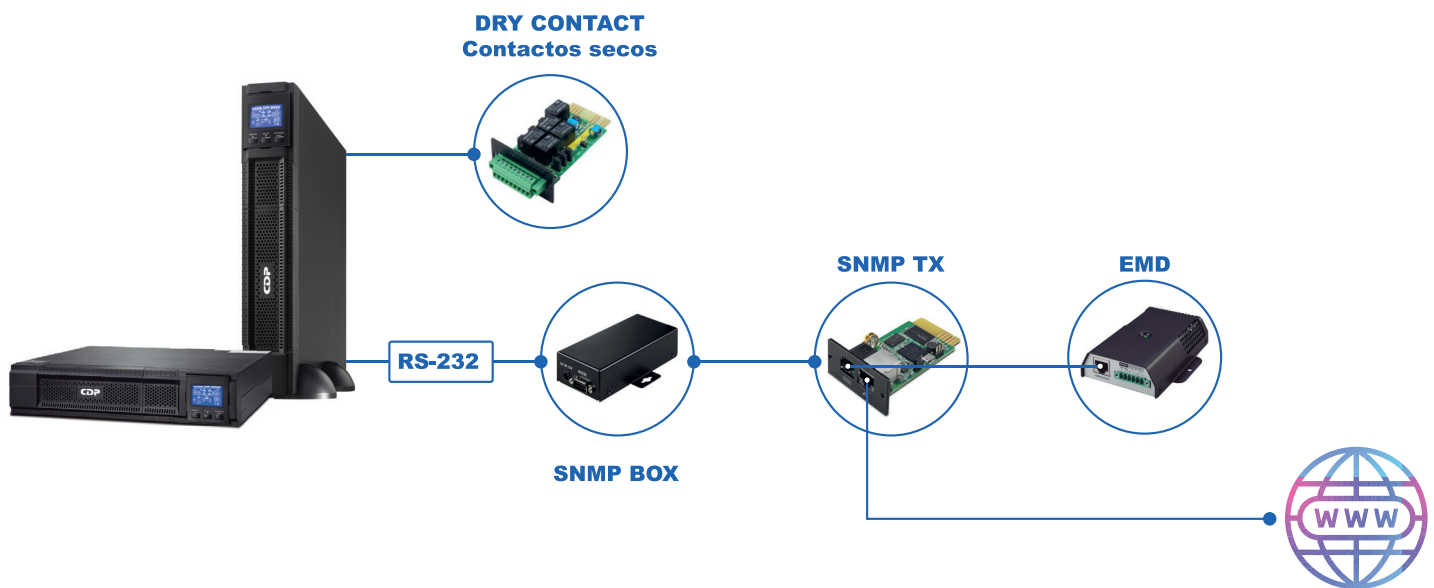 DRY CONTACT
Contactos secos
CDP
SNMP TX
EMD
RS-232
CDP
SNMP BOX
WWW